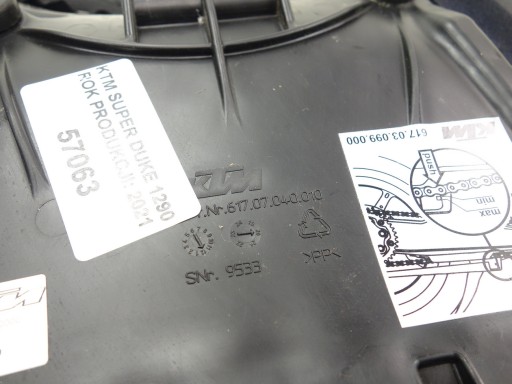 KTM SUPER DUKE 1290
ROK PRODUKCJI: 2021
57063
KTM
.Nr.617.07.040.010
SNr. 9533
>PP<
KTM
617.03.099.000
push
max
min